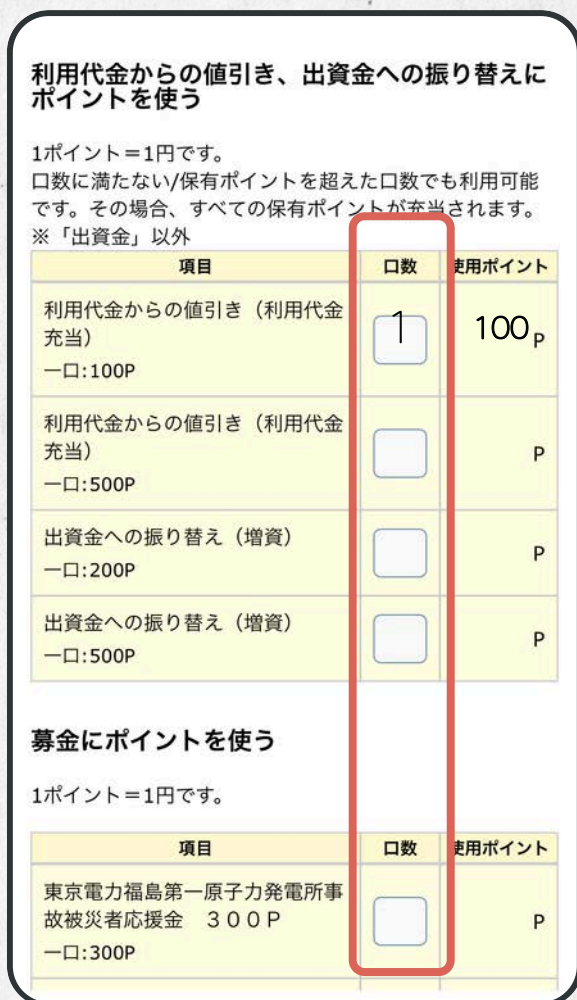 利用代金からの値引き、出資金への振り替えに
ポイントを使う
1ポイント＝1円です。
口数に満たない/保有ポイントを超えた口数でも利用可能
です。その場合、すべての保有ポイントが充当されます。
※「出資金」以外
項目 口数 使用ポイント
利用代金からの値引き（利用代金
充当）
一口:100P
1 100 P
利用代金からの値引き（利用代金
充当）
一口:500P
P
出資金への振り替え（増資）
一口:200P
P
出資金への振り替え（増資）
一口:500P
P
募金にポイントを使う
1ポイント＝1円です。
項目 口数 使用ポイント
東京電力福島第一原子力発電所事
故被災者応援金　３００Ｐ
一口:300P
P